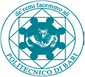 de' remi facemmo ali
POLITECNICO DI BARI